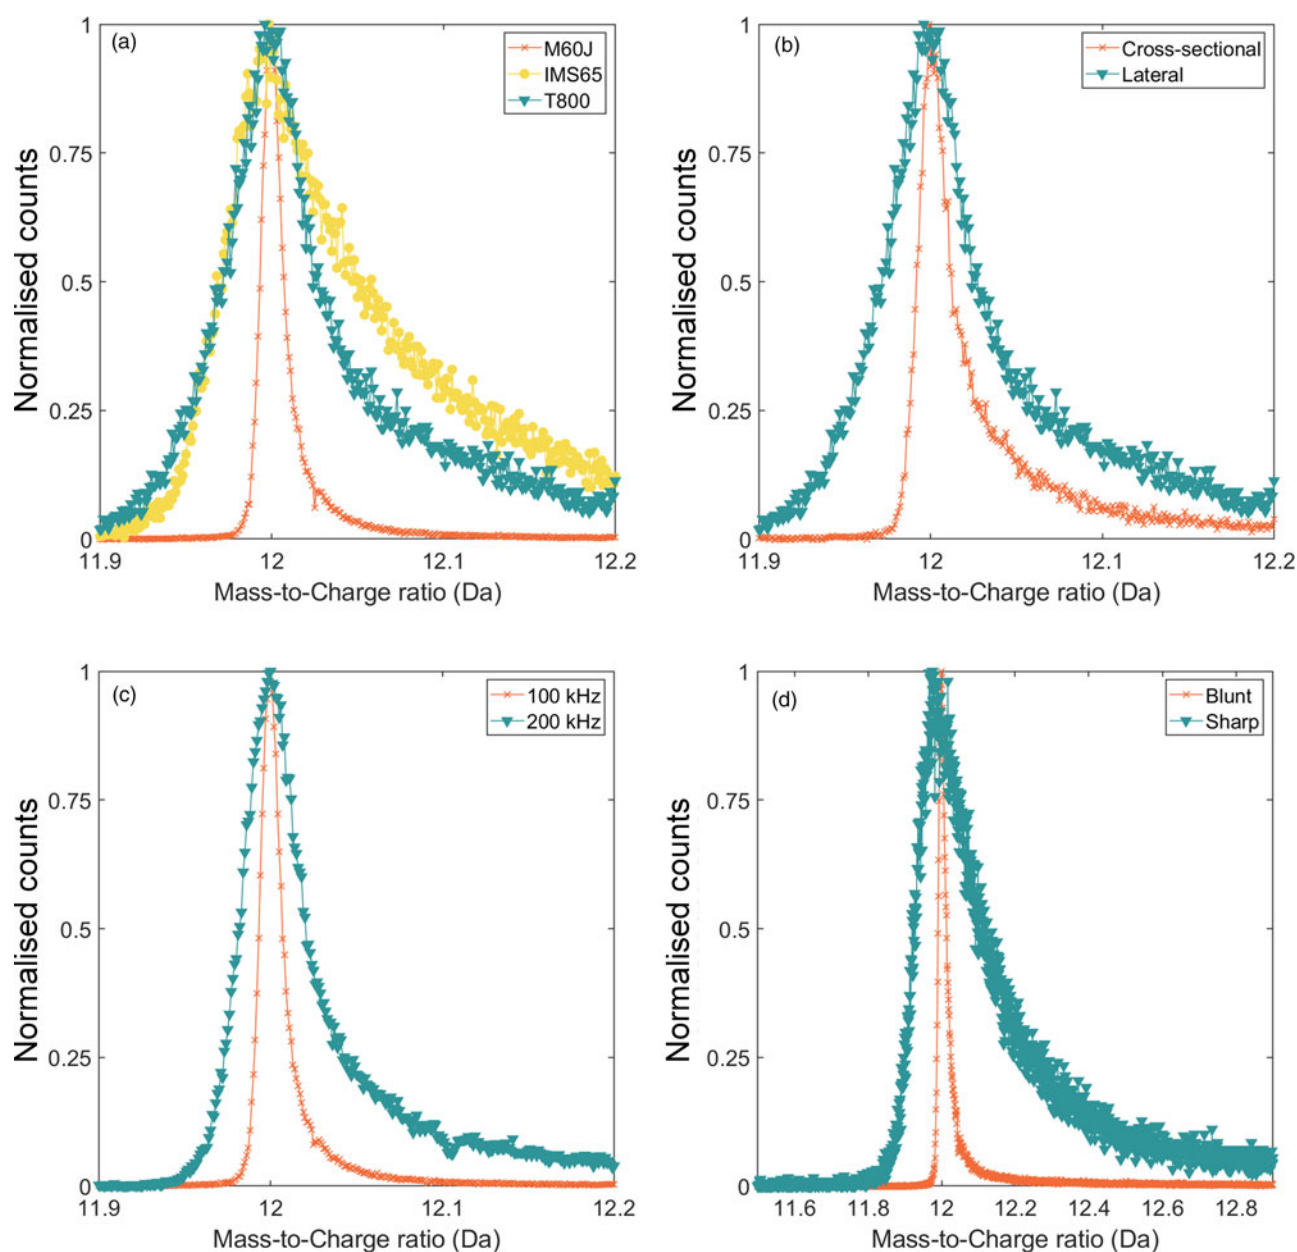 (a)
M60J
IMS65
T800
1
0.75
0.5
0.25
0
11.9 12 12.1 12.2
Normalised counts
Mass-to-Charge ratio (Da)
(b)
Cross-sectional
Lateral
1
0.75
0.5
0.25
0
11.9 12 12.1 12.2
Normalised counts
Mass-to-Charge ratio (Da)
(c)
100 kHz
200 kHz
1
0.75
0.5
0.25
0
11.9 12 12.1 12.2
Normalised counts
Mass-to-Charge ratio (Da)
(d)
Blunt
Sharp
1
0.75
0.5
0.25
0
11.6 11.8 12 12.2 12.4 12.6 12.8
Normalised counts
Mass-to-Charge ratio (Da)